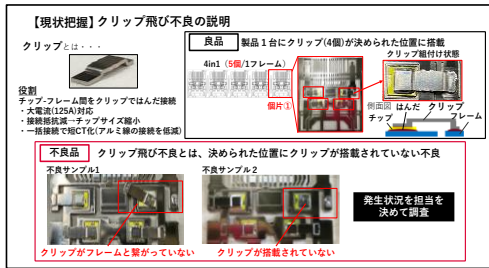 【現状把握】クリップ飛び不良の説明
クリップとは・・・
役割
チップ-フレーム間をクリップではんだ接続
・大電流(125A)対応
・接続抵抗減→チップサイズ縮小
・一括接続で短CT化(アルミ線の接続を低減)
良品 製品1台にクリップ(4個)が決められた位置に搭載
4in1（5個/1フレーム）
個片①
クリップ組付け状態
側面図
はんだ
クリップ
チップ
フレーム
不良品 クリップ飛び不良とは、決められた位置にクリップが搭載されていない不良
不良サンプル1
クリップがフレームと繋がっていない
不良サンプル２
クリップが搭載されていない
発生状況を担当を
決めて調査